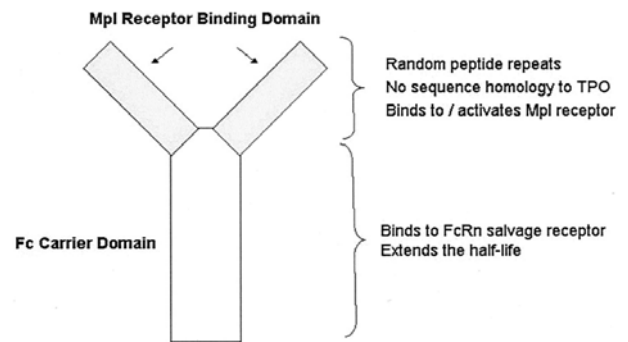 Mpl Receptor Binding Domain
Random peptide repeats
No sequence homology to TPO
Binds to / activates Mpl receptor
Fc Carrier Domain
Binds to FcRn salvage receptor
Extends the half-life